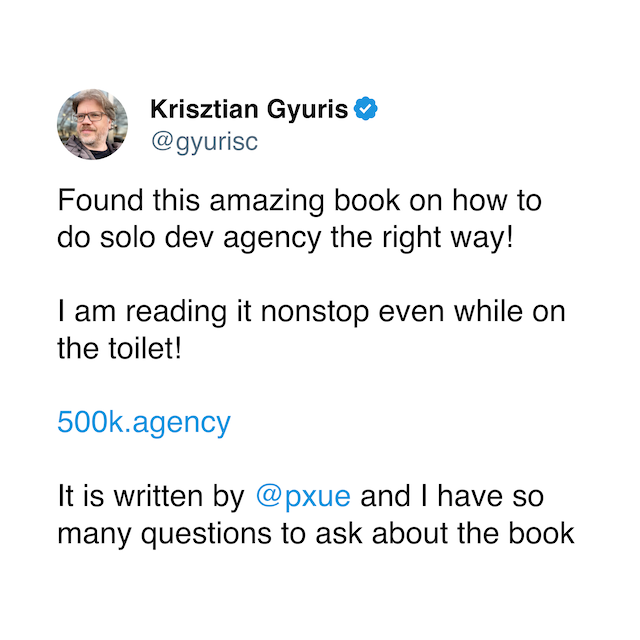 Krisztian Gyuris
@gyurisc
Found this amazing book on how to
do solo dev agency the right way!
I am reading it nonstop even while on
the toilet!
500k.agency
It is written by @pxue and I have so
many questions to ask about the book